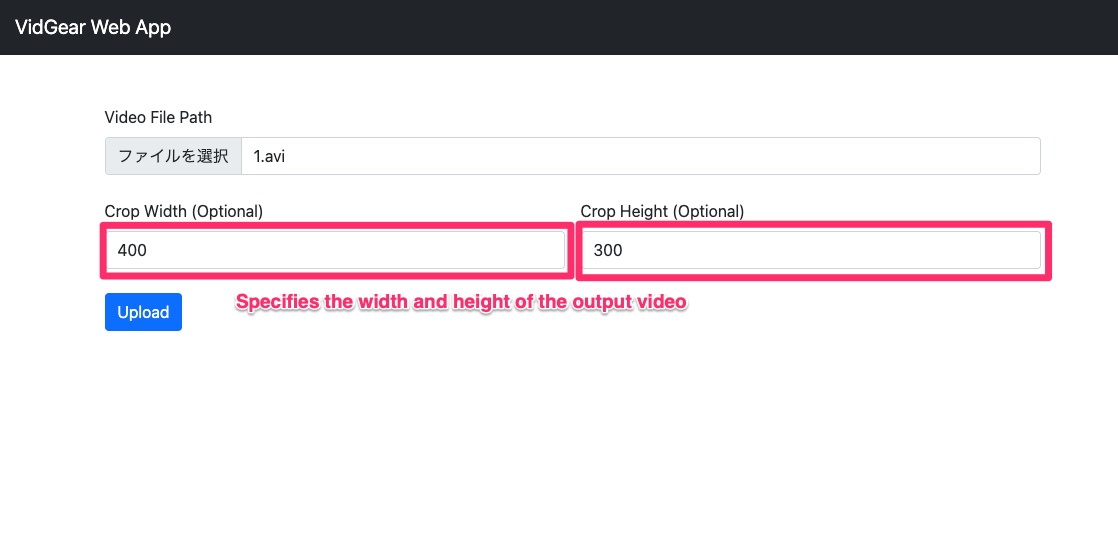 VidGear Web App
Video File Path
ファイルを選択 1.avi
Crop Width (Optional) Crop Height (Optional)
400 300
Specifies the width and height of the output video
Upload